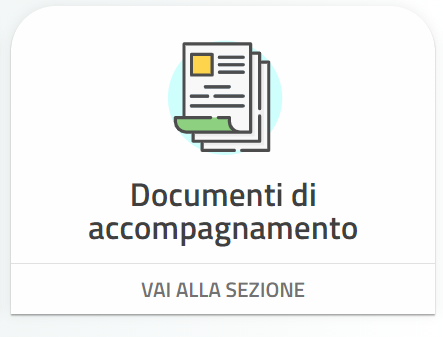 Documenti di
accompagnamento
VAI ALLA SEZIONE